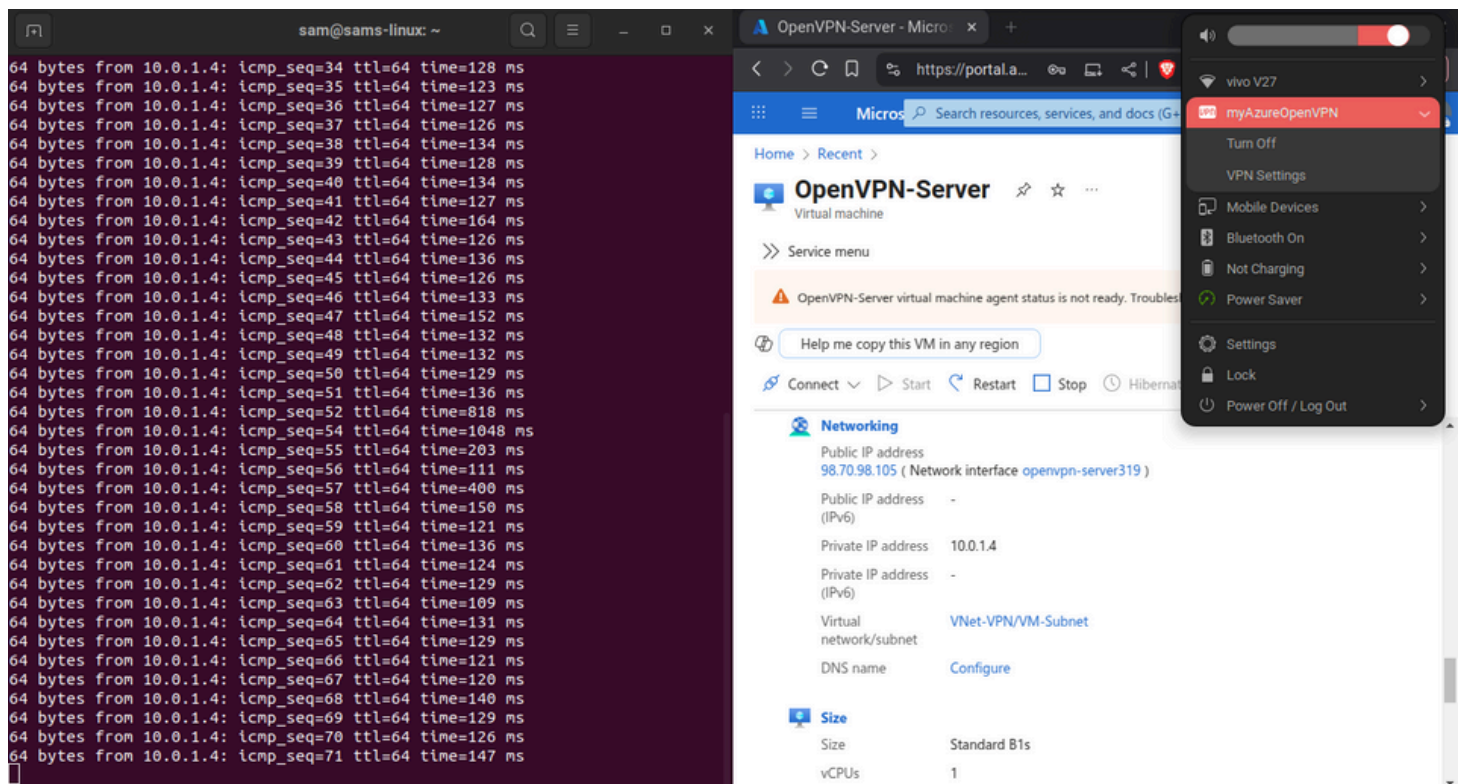 sam@sams-linux: ~
64 bytes from 10.0.1.4: icmp_seq=34 ttl=64 time=128 ms
64 bytes from 10.0.1.4: icmp_seq=35 ttl=64 time=123 ms
64 bytes from 10.0.1.4: icmp_seq=36 ttl=64 time=127 ms
64 bytes from 10.0.1.4: icmp_seq=37 ttl=64 time=126 ms
64 bytes from 10.0.1.4: icmp_seq=38 ttl=64 time=134 ms
64 bytes from 10.0.1.4: icmp_seq=39 ttl=64 time=128 ms
64 bytes from 10.0.1.4: icmp_seq=40 ttl=64 time=134 ms
64 bytes from 10.0.1.4: icmp_seq=41 ttl=64 time=127 ms
64 bytes from 10.0.1.4: icmp_seq=42 ttl=64 time=164 ms
64 bytes from 10.0.1.4: icmp_seq=43 ttl=64 time=126 ms
64 bytes from 10.0.1.4: icmp_seq=44 ttl=64 time=136 ms
64 bytes from 10.0.1.4: icmp_seq=45 ttl=64 time=126 ms
64 bytes from 10.0.1.4: icmp_seq=46 ttl=64 time=133 ms
64 bytes from 10.0.1.4: icmp_seq=47 ttl=64 time=152 ms
64 bytes from 10.0.1.4: icmp_seq=48 ttl=64 time=132 ms
64 bytes from 10.0.1.4: icmp_seq=49 ttl=64 time=132 ms
64 bytes from 10.0.1.4: icmp_seq=50 ttl=64 time=129 ms
64 bytes from 10.0.1.4: icmp_seq=51 ttl=64 time=136 ms
64 bytes from 10.0.1.4: icmp_seq=52 ttl=64 time=818 ms
64 bytes from 10.0.1.4: icmp_seq=54 ttl=64 time=1048 ms
64 bytes from 10.0.1.4: icmp_seq=55 ttl=64 time=203 ms
64 bytes from 10.0.1.4: icmp_seq=56 ttl=64 time=111 ms
64 bytes from 10.0.1.4: icmp_seq=57 ttl=64 time=400 ms
64 bytes from 10.0.1.4: icmp_seq=58 ttl=64 time=150 ms
64 bytes from 10.0.1.4: icmp_seq=59 ttl=64 time=121 ms
64 bytes from 10.0.1.4: icmp_seq=60 ttl=64 time=136 ms
64 bytes from 10.0.1.4: icmp_seq=61 ttl=64 time=124 ms
64 bytes from 10.0.1.4: icmp_seq=62 ttl=64 time=129 ms
64 bytes from 10.0.1.4: icmp_seq=63 ttl=64 time=109 ms
64 bytes from 10.0.1.4: icmp_seq=64 ttl=64 time=131 ms
64 bytes from 10.0.1.4: icmp_seq=65 ttl=64 time=129 ms
64 bytes from 10.0.1.4: icmp_seq=66 ttl=64 time=121 ms
64 bytes from 10.0.1.4: icmp_seq=67 ttl=64 time=120 ms
64 bytes from 10.0.1.4: icmp_seq=68 ttl=64 time=140 ms
64 bytes from 10.0.1.4: icmp_seq=69 ttl=64 time=129 ms
64 bytes from 10.0.1.4: icmp_seq=70 ttl=64 time=126 ms
64 bytes from 10.0.1.4: icmp_seq=71 ttl=64 time=147 ms
OpenVPN-Server - Micro
https://portal.a...
Micros Search resources, services, and docs (G+
Home > Recent >
OpenVPN-Server ...
Virtual machine
Service menu
OpenVPN-Server virtual machine agent status is not ready. Troubles
Help me copy this VM in any region
Connect Start Restart Stop Hibernat
Networking
Public IP address
98.70.98.105 ( Network interface openvpn-server319 )
Public IP address -
(IPv6)
Private IP address 10.0.1.4
Private IP address -
(IPv6)
Virtual VNet-VPN/VM-Subnet
network/subnet
DNS name Configure
Size
Size Standard B1s
vCPUs 1
vivo V27
VPN myAzureOpenVPN
Turn Off
VPN Settings
Mobile Devices
Bluetooth On
Not Charging
Power Saver
Settings
Lock
Power Off / Log Out